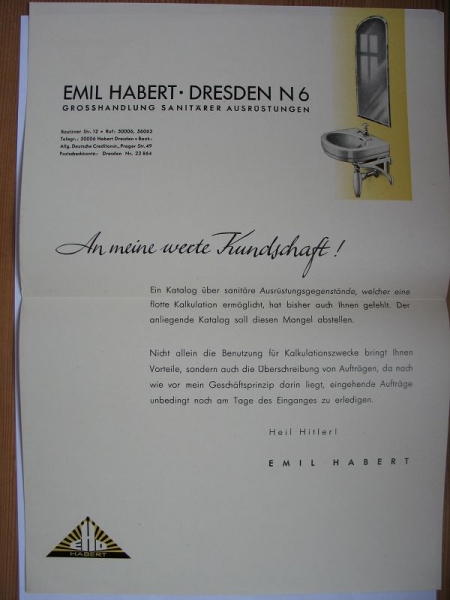 EMIL HABERT · DRESDEN N 6
GROSSHANDLUNG SANITÄRER AUSRÜSTUNGEN
Bautzner Str. 12 • Ruf: 50006, 56063
Telegr.: 50006 Habert Dresden • Bank:
Allg. Deutsche Creditanst., Prager Str. 49
Postscheckkonto: Dresden Nr. 23 864
An meine werte Kundschaft!
Ein Katalog über sanitäre Ausrüstungsgegenstände, welcher eine
flotte Kalkulation ermöglicht, hat bisher auch Ihnen gefehlt. Der
anliegende Katalog soll diesen Mangel abstellen.
Nicht allein die Benutzung für Kalkulationszwecke bringt Ihnen
Vorteile, sondern auch die Überschreibung von Aufträgen, da nach
wie vor mein Geschäftsprinzip darin liegt, eingehende Aufträge
unbedingt noch am Tage des Einganges zu erledigen.
Heil Hitler!
EMIL HABERT
EHD
HABERT